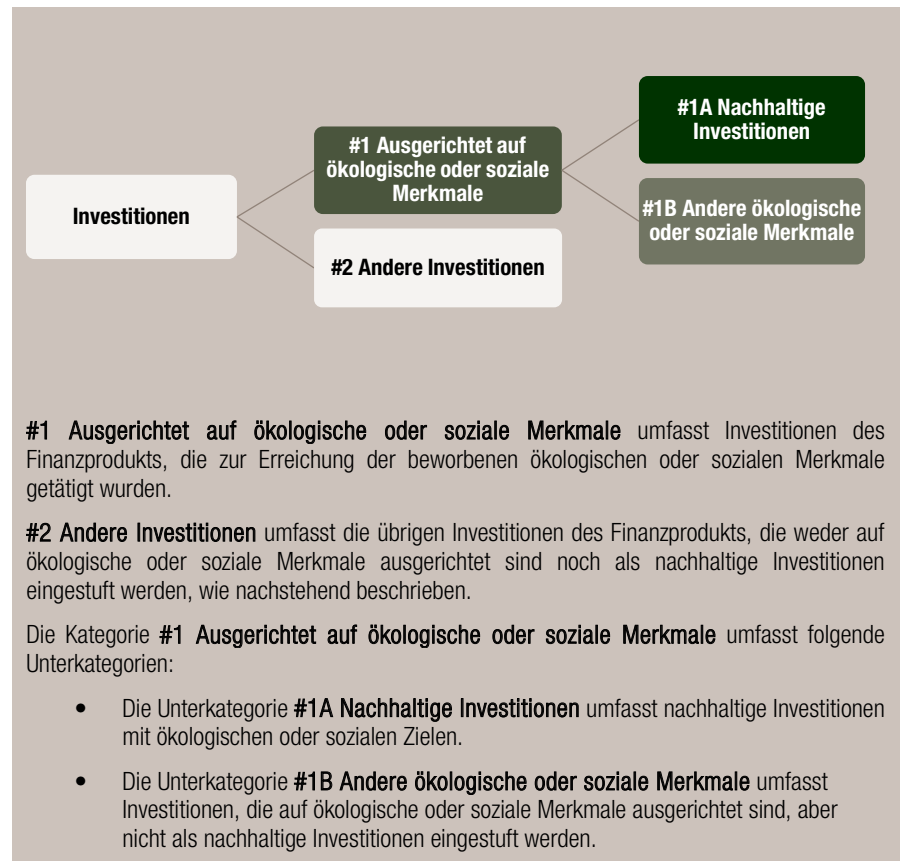 #1A Nachhaltige
Investitionen
#1 Ausgerichtet auf
ökologische oder soziale
Merkmale
#1B Andere ökologische
oder soziale Merkmale
Investitionen
#2 Andere Investitionen
#1 Ausgerichtet auf ökologische oder soziale Merkmale umfasst Investitionen des
Finanzprodukts, die zur Erreichung der beworbenen ökologischen oder sozialen Merkmale
getätigt wurden.
#2 Andere Investitionen umfasst die übrigen Investitionen des Finanzprodukts, die weder auf
ökologische oder soziale Merkmale ausgerichtet sind noch als nachhaltige Investitionen
eingestuft werden, wie nachstehend beschrieben.
Die Kategorie #1 Ausgerichtet auf ökologische oder soziale Merkmale umfasst folgende
Unterkategorien:
• Die Unterkategorie #1A Nachhaltige Investitionen umfasst nachhaltige Investitionen
mit ökologischen oder sozialen Zielen.
• Die Unterkategorie #1B Andere ökologische oder soziale Merkmale umfasst
Investitionen, die auf ökologische oder soziale Merkmale ausgerichtet sind, aber
nicht als nachhaltige Investitionen eingestuft werden.